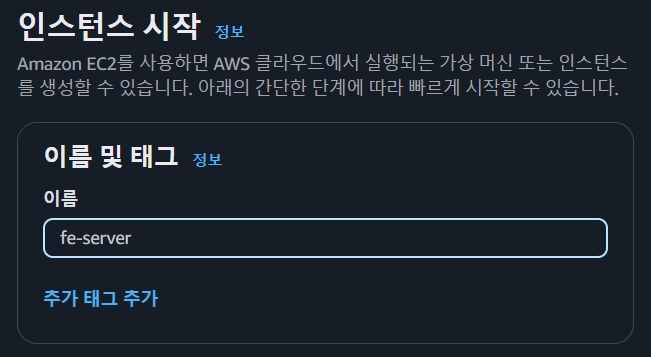 인스턴스 시작 정보
Amazon EC2를 사용하면 AWS 클라우드에서 실행되는 가상 머신 또는 인스턴스
를 생성할 수 있습니다. 아래의 간단한 단계에 따라 빠르게 시작할 수 있습니다.
이름 및 태그 정보
이름
fe-server
추가 태그 추가